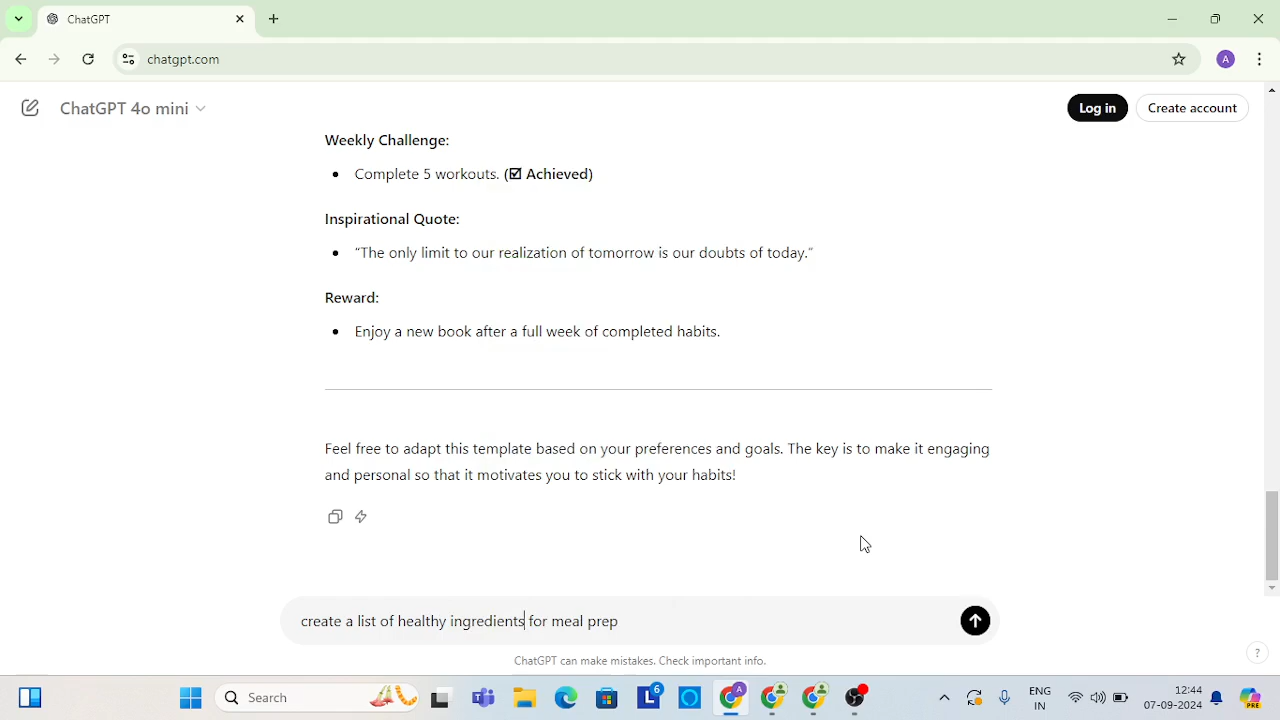 ChatGPT
chatgpt.com
ChatGPT 4o mini
Log in
Create account
Weekly Challenge:
Complete 5 workouts. (☑ Achieved)
Inspirational Quote:
“The only limit to our realization of tomorrow is our doubts of today.”
Reward:
Enjoy a new book after a full week of completed habits.
Feel free to adapt this template based on your preferences and goals. The key is to make it engaging
and personal so that it motivates you to stick with your habits!
create a list of healthy ingredients for meal prep
ChatGPT can make mistakes. Check important info.
?
Search
ENG
IN
12:44
07-08-2024